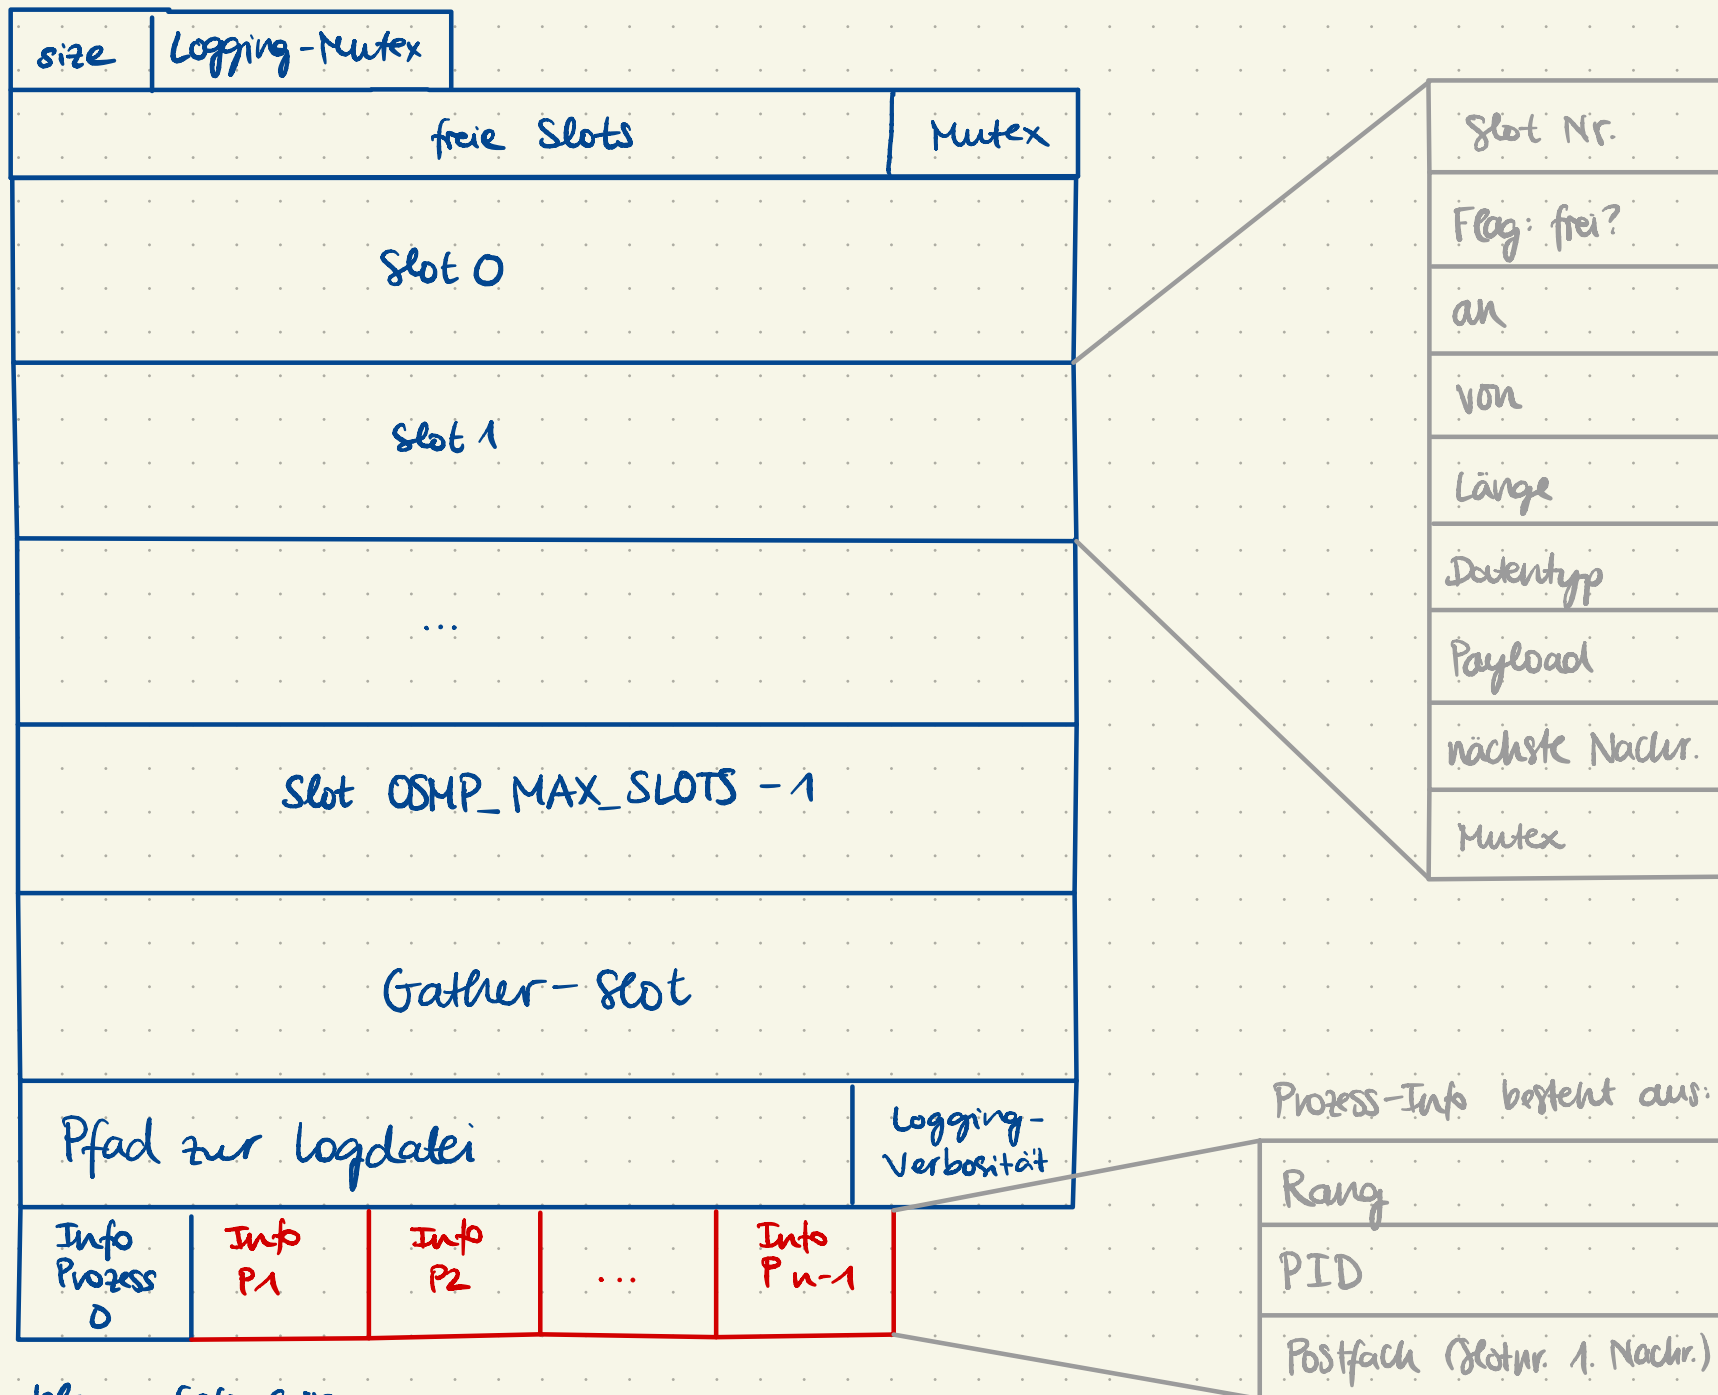 size
Logging-Mutex
freie Slots
Mutex
Slot 0
Slot 1
...
Slot OSMP_MAX_SLOTS - 1
Gather-Slot
Pfad zur Logdatei
Logging-
Verbosität
Info
Prozess
0
Info
P1
Info
P2
...
Info
P n-1
Slot Nr.
Flag: frei?
an
von
Länge
Datentyp
Payload
nächste Nachr.
Mutex
Prozess-Info besteht aus:
Rang
PID
Postfach (Slotnr. 1. Nachr.)